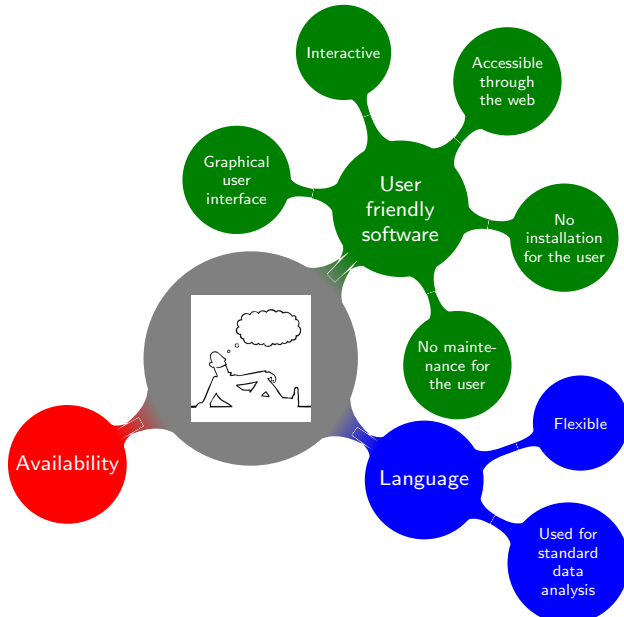 Interactive
Accessible
through
the web
Graphical
user
interface
User
friendly
software
No
installation
for the user
No mainte-
nance for
the user
Flexible
Availability
Language
Used for
standard
data
analysis